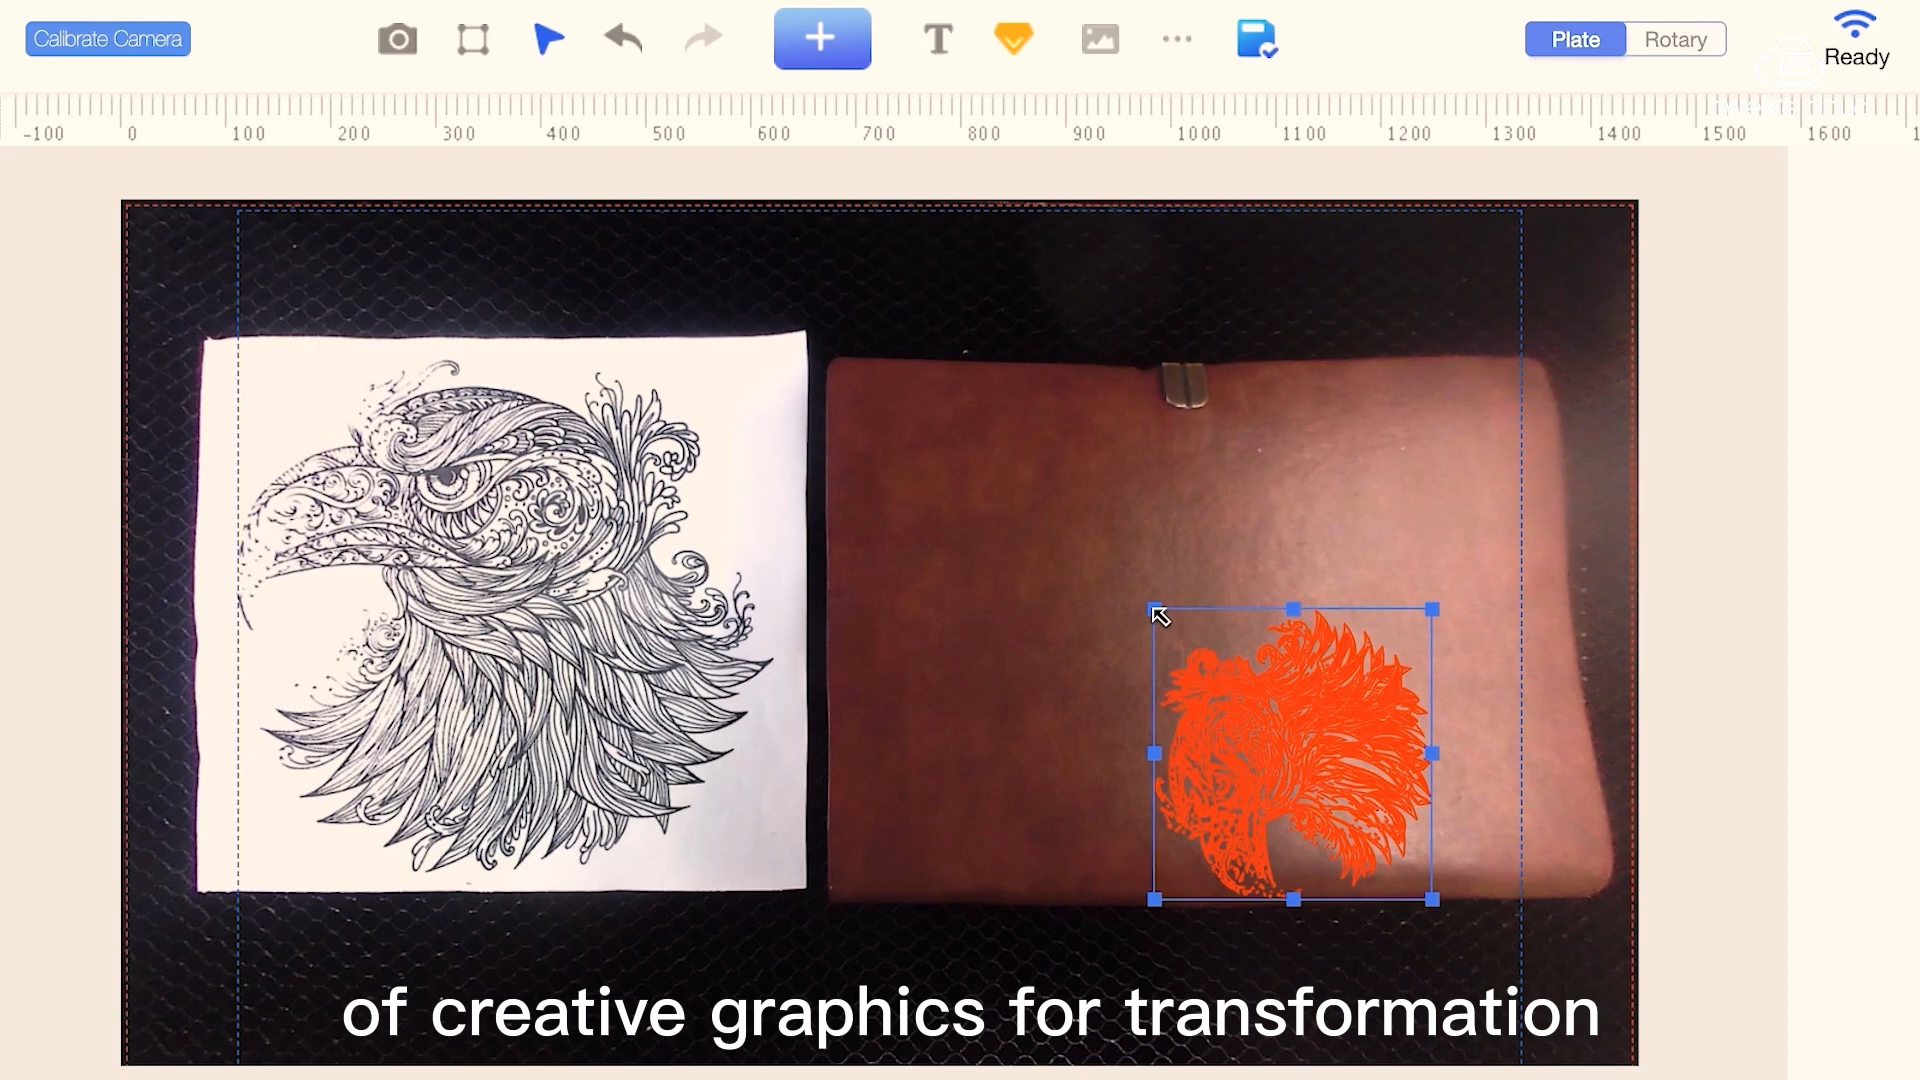 Calibrate Camera
T
Plate
Rotary
Ready
-100 0 100 200 300 400 500 600 700 800 900 1000 1100 1200 1300 1400 1500 1600
of creative graphics for transformation